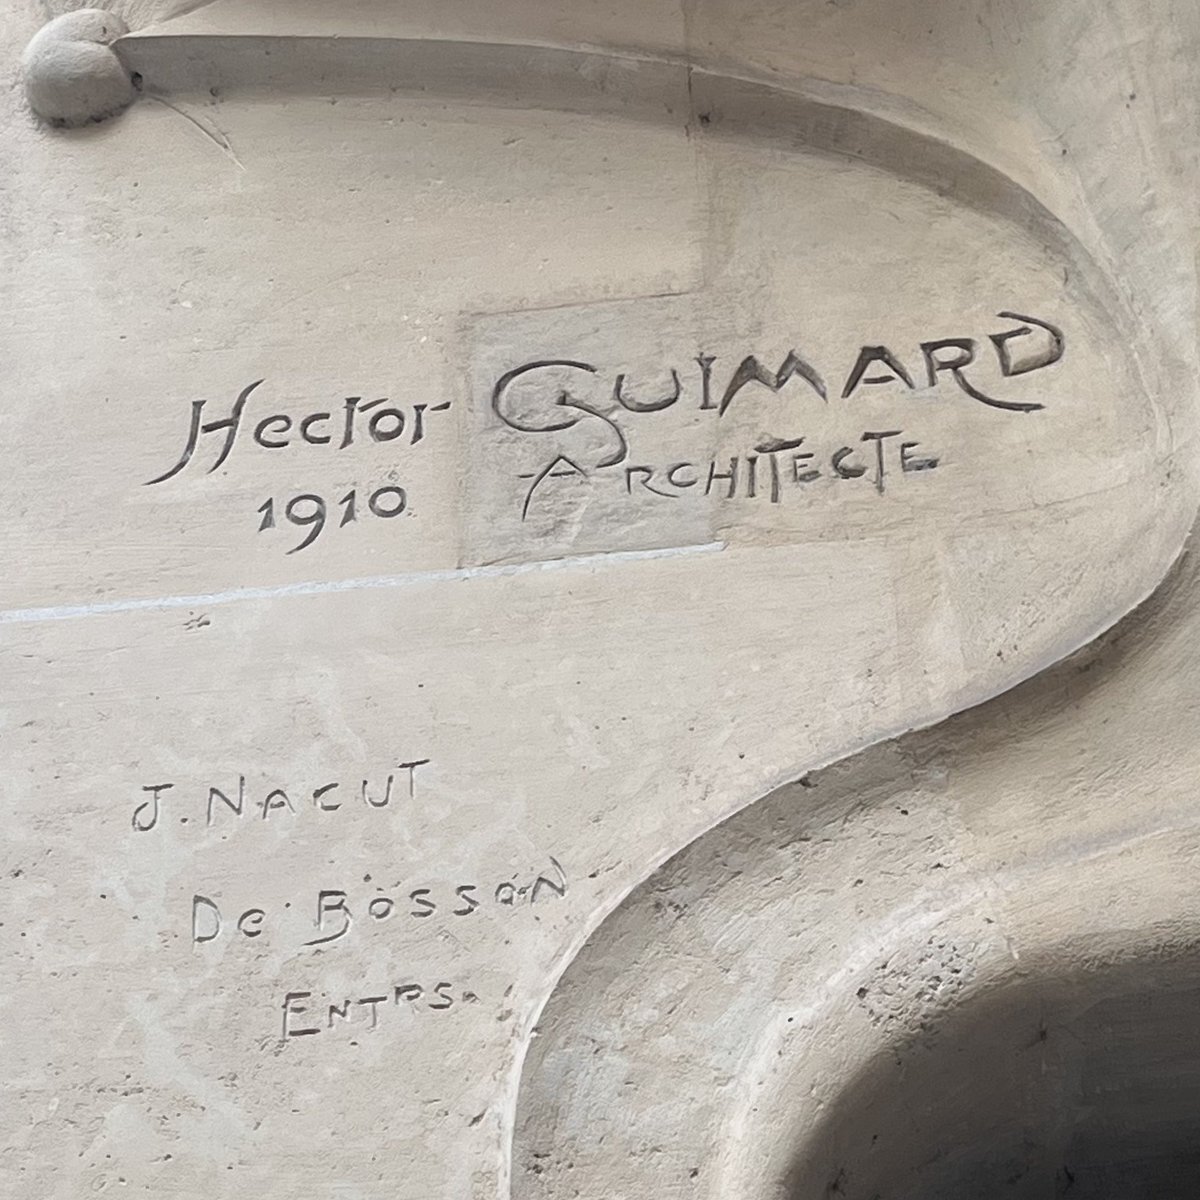 Hector GUIMARD
1910 ARCHITECTE
J. NACUT
De BOSSON
ENTRS.